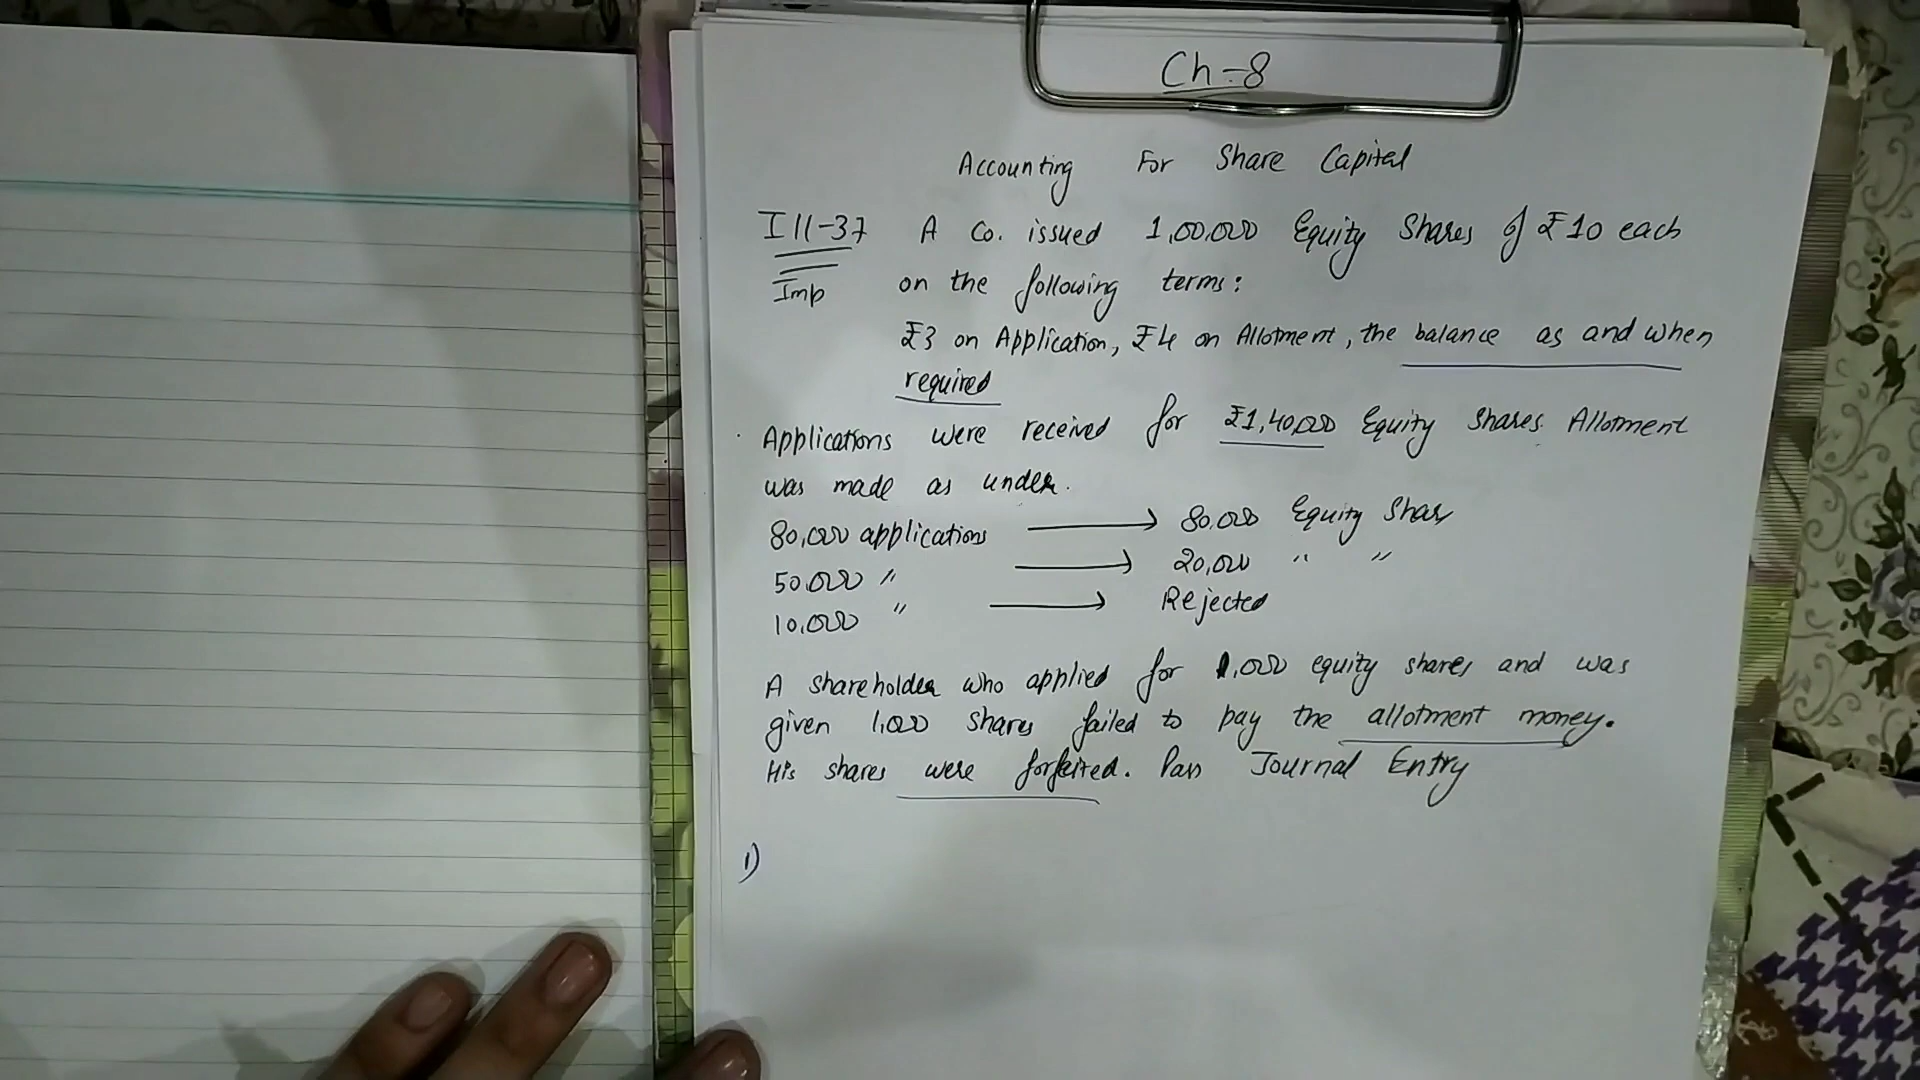 Ch-8
Accounting For Share Capital
Ill-37 A Co. issued 1,00,000 Equity Shares of ₹10 each
Imp on the following terms:
₹3 on Application, ₹4 on Allotment, the balance as and when
required
Applications were received for ₹1,40,000 Equity Shares. Allotment
was made as under.
80,000 applications → 80,000 Equity Shares
50,000 " → 20,000 " "
10,000 " → Rejected
A shareholder who applied for 1,000 equity shares and was
given 1,000 shares failed to pay the allotment money.
His shares were forfeited. Pass Journal Entry
1)